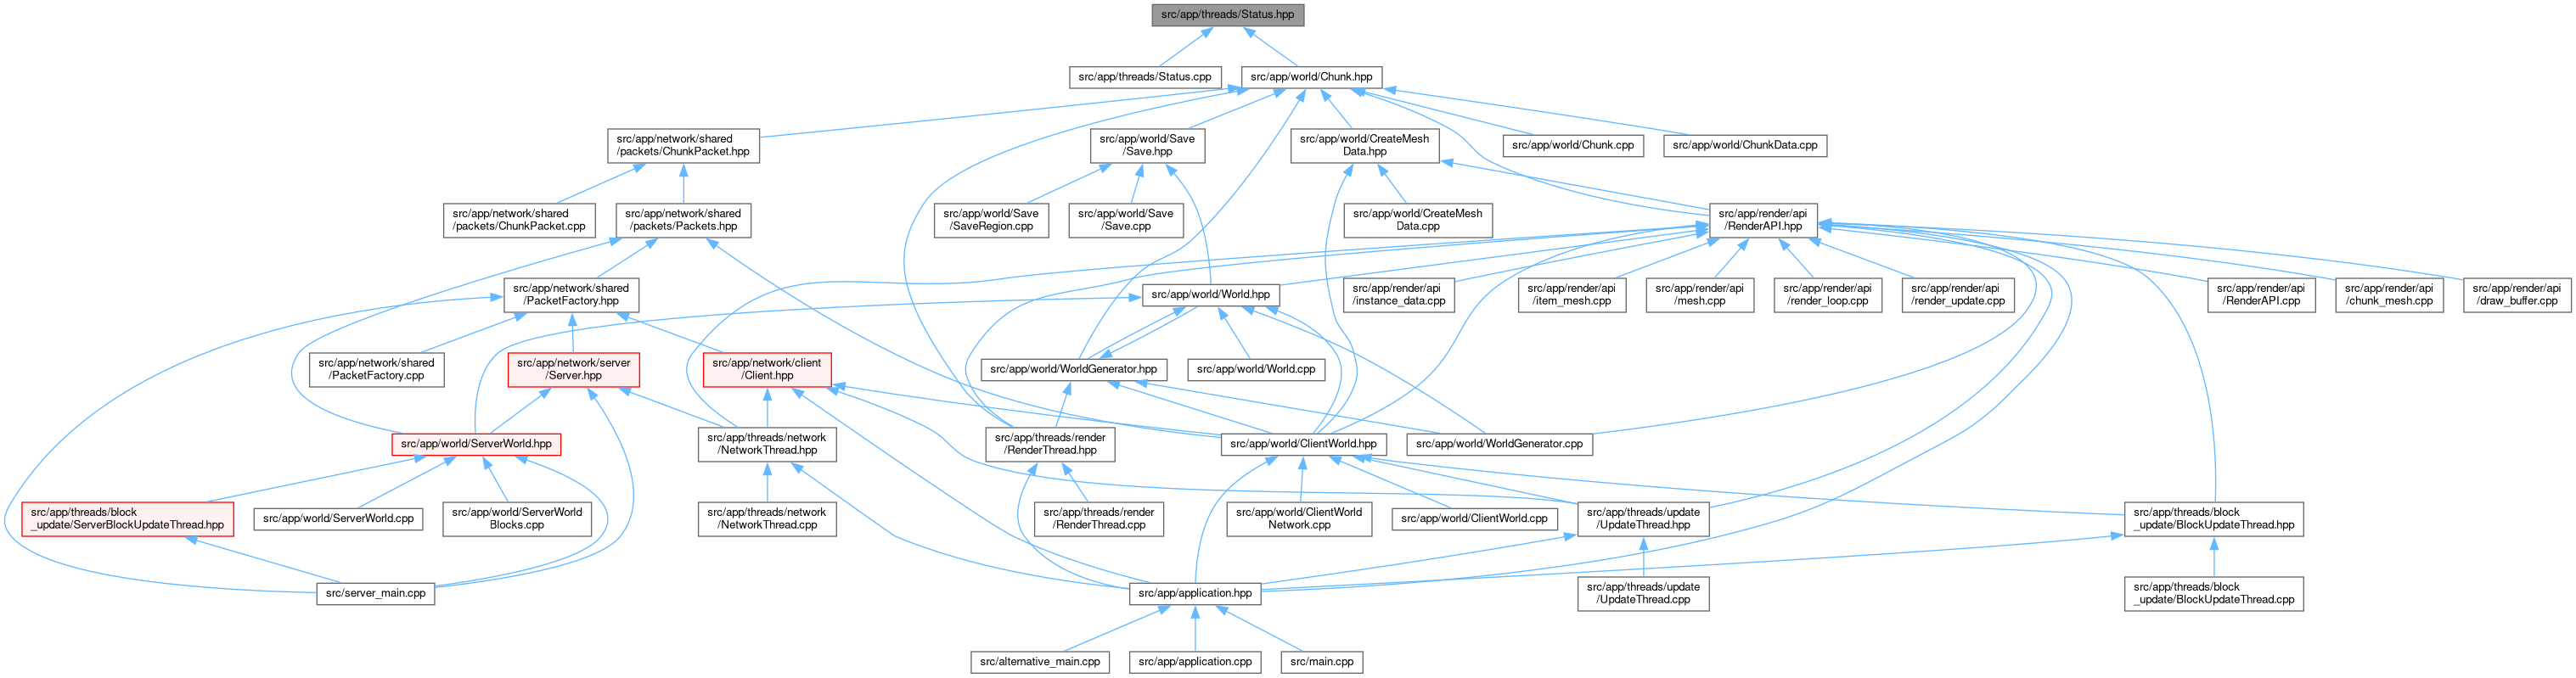 src/app/threads/Status.hpp
src/app/threads/Status.cpp
src/app/world/Chunk.hpp
src/app/network/shared
/packets/ChunkPacket.hpp
src/app/world/Save
/Save.hpp
src/app/world/CreateMesh
Data.hpp
src/app/world/Chunk.cpp
src/app/world/ChunkData.cpp
src/app/network/shared
/packets/ChunkPacket.cpp
src/app/network/shared
/packets/Packets.hpp
src/app/world/Save
/SaveRegion.cpp
src/app/world/Save
/Save.cpp
src/app/world/CreateMesh
Data.cpp
src/app/render/api
/RenderAPI.hpp
src/app/network/shared
/PacketFactory.hpp
src/app/world/World.hpp
src/app/render/api
/instance_data.cpp
src/app/render/api
/item_mesh.cpp
src/app/render/api
/mesh.cpp
src/app/render/api
/render_loop.cpp
src/app/render/api
/render_update.cpp
src/app/render/api
/RenderAPI.cpp
src/app/render/api
/chunk_mesh.cpp
src/app/render/api
/draw_buffer.cpp
src/app/network/shared
/PacketFactory.cpp
src/app/network/server
/Server.hpp
src/app/network/client
/Client.hpp
src/app/world/WorldGenerator.hpp
src/app/world/World.cpp
src/app/world/ServerWorld.hpp
src/app/threads/network
/NetworkThread.hpp
src/app/threads/render
/RenderThread.hpp
src/app/world/ClientWorld.hpp
src/app/world/WorldGenerator.cpp
src/app/threads/block
_update/ServerBlockUpdateThread.hpp
src/app/world/ServerWorld.cpp
src/app/world/ServerWorld
Blocks.cpp
src/app/threads/network
/NetworkThread.cpp
src/app/threads/render
/RenderThread.cpp
src/app/world/ClientWorld
Network.cpp
src/app/world/ClientWorld.cpp
src/app/threads/update
/UpdateThread.hpp
src/app/threads/block
_update/BlockUpdateThread.hpp
src/server_main.cpp
src/app/application.hpp
src/app/threads/update
/UpdateThread.cpp
src/app/threads/block
_update/BlockUpdateThread.cpp
src/alternative_main.cpp
src/app/application.cpp
src/main.cpp